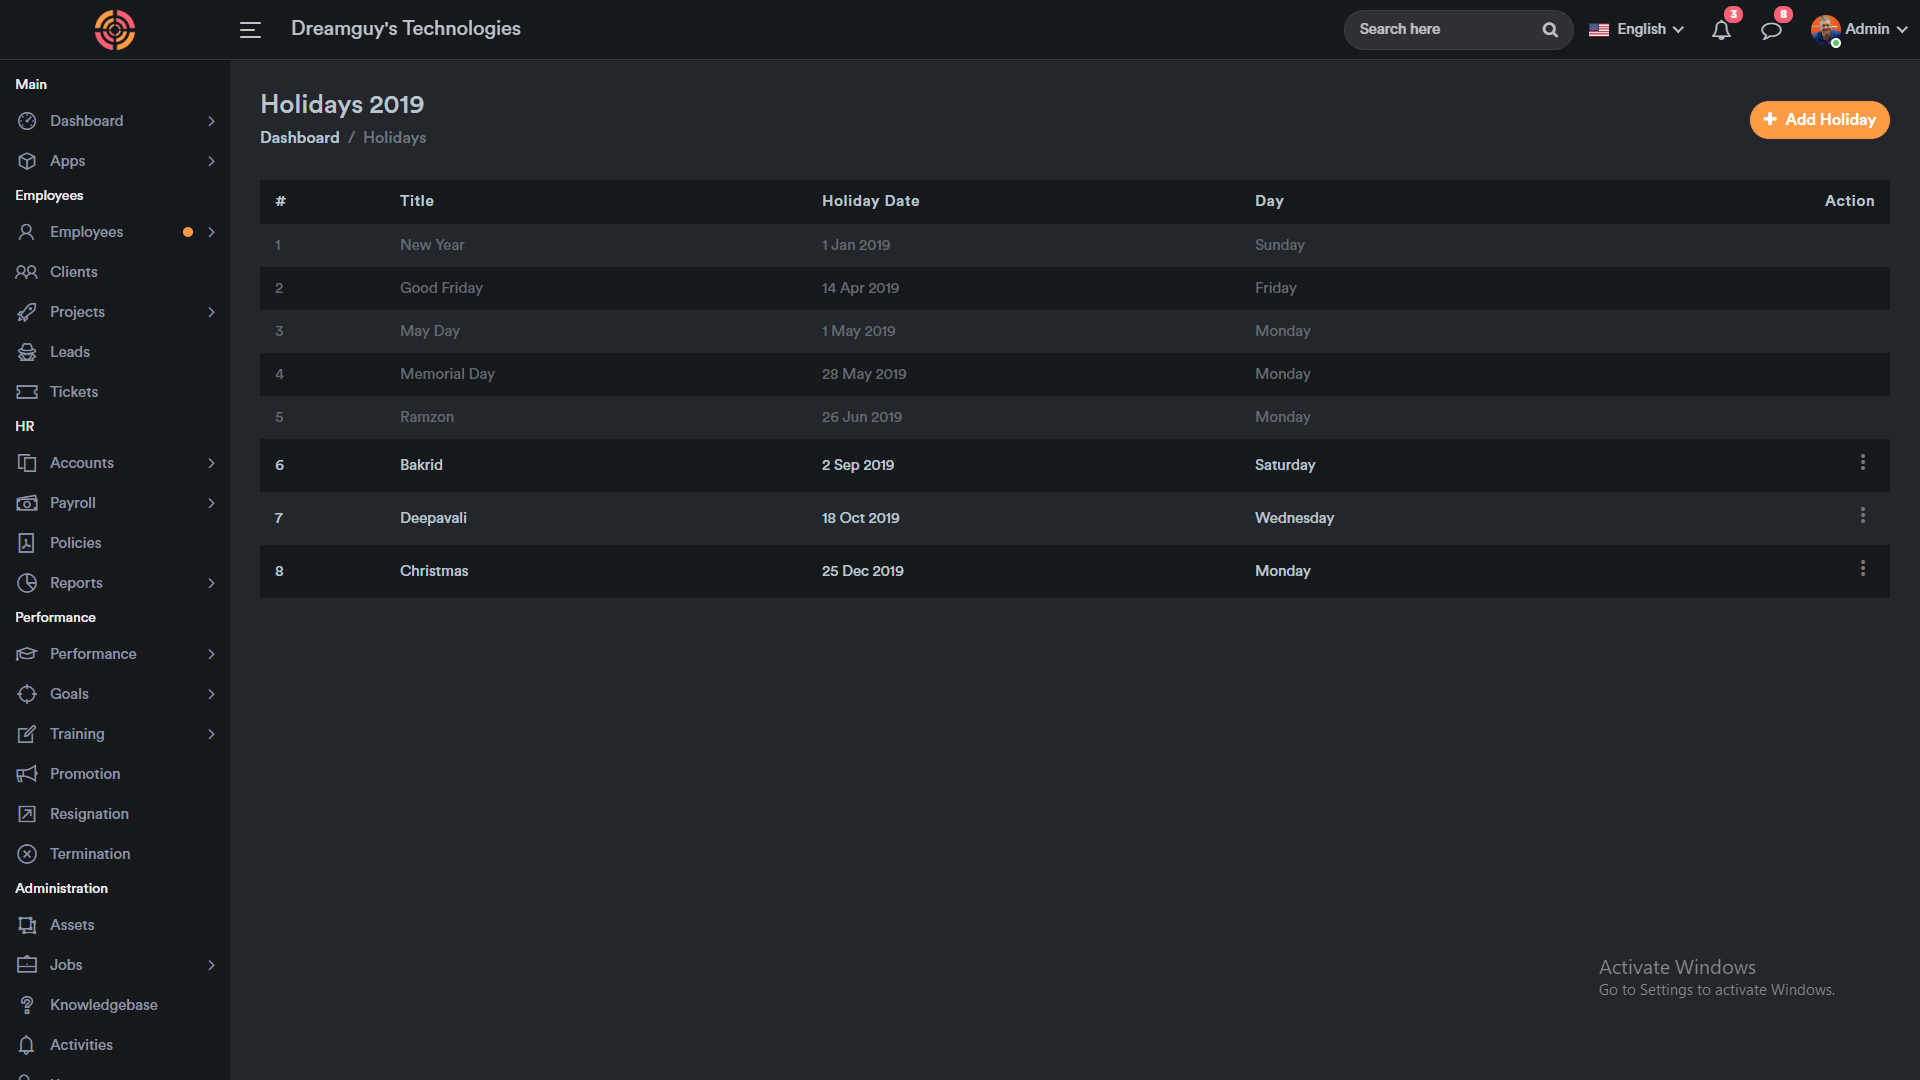 Dreamguy's Technologies
Search here
English
3
8
Admin
Main
Dashboard
Apps
Employees
Employees
Clients
Projects
Leads
Tickets
HR
Accounts
Payroll
Policies
Reports
Performance
Performance
Goals
Training
Promotion
Resignation
Termination
Administration
Assets
Jobs
Knowledgebase
Activities
Holidays 2019
Dashboard / Holidays
+ Add Holiday
# Title Holiday Date Day Action
1 New Year 1 Jan 2019 Sunday
2 Good Friday 14 Apr 2019 Friday
3 May Day 1 May 2019 Monday
4 Memorial Day 28 May 2019 Monday
5 Ramzon 26 Jun 2019 Monday
6 Bakrid 2 Sep 2019 Saturday
7 Deepavali 18 Oct 2019 Wednesday
8 Christmas 25 Dec 2019 Monday
Activate Windows
Go to Settings to activate Windows.